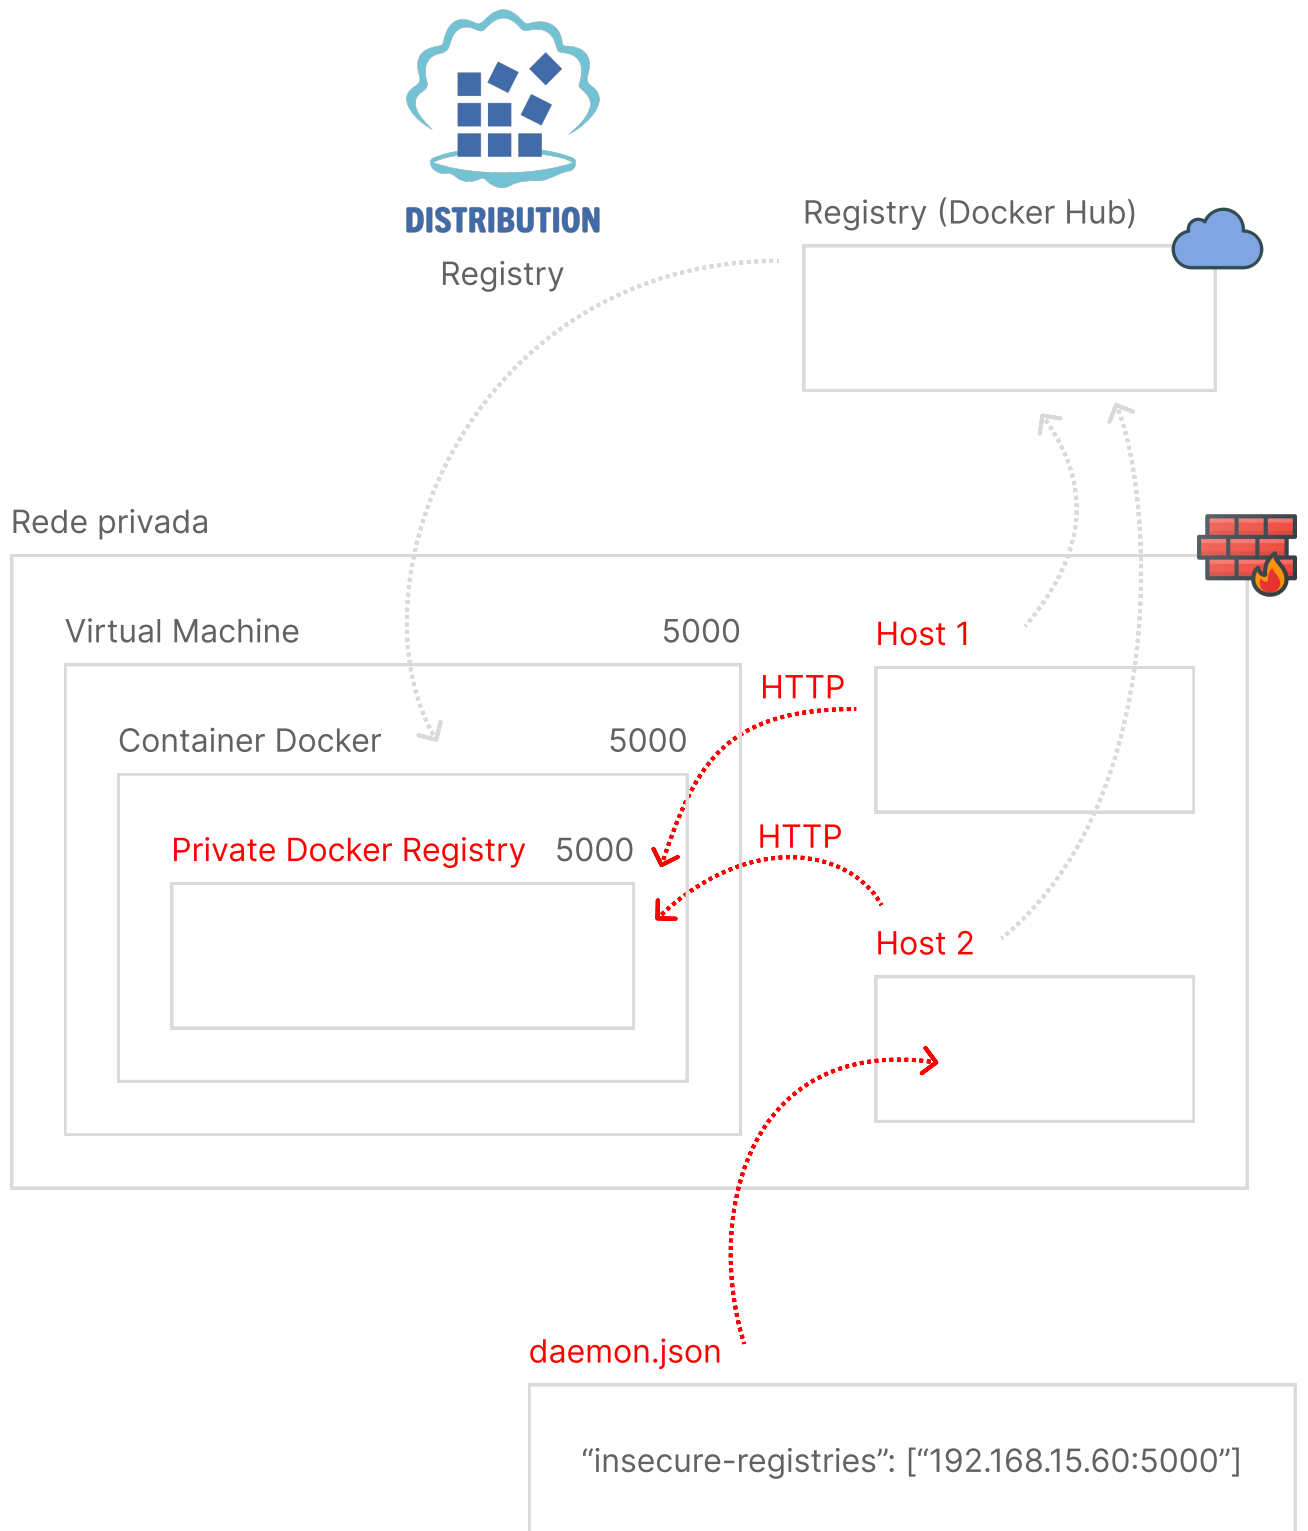 DISTRIBUTION
Registry
Registry (Docker Hub)
Rede privada
Virtual Machine
5000
Host 1
HTTP
Container Docker
5000
HTTP
Private Docker Registry
5000
Host 2
daemon.json
“insecure-registries”: [“192.168.15.60:5000”]